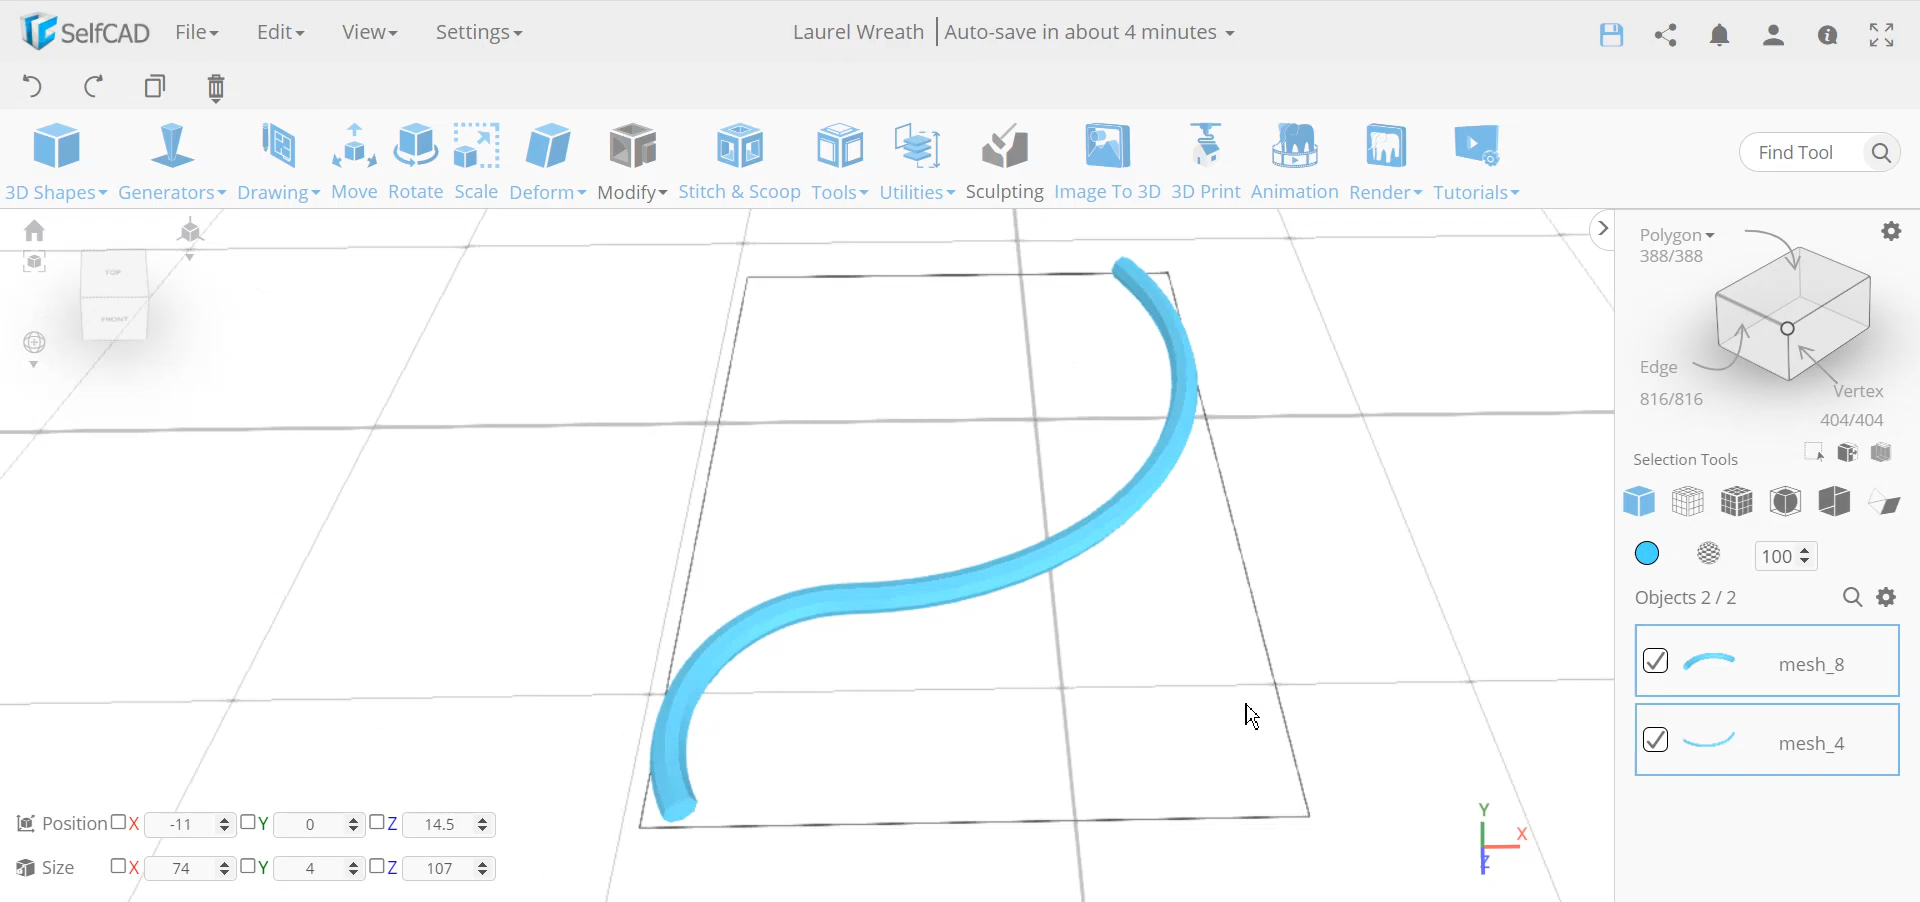 SelfCAD File Edit View Settings Laurel Wreath Auto-save in about 4 minutes
3D Shapes Generators Drawing Move Rotate Scale Deform Modify Stitch & Scoop Tools Utilities Sculpting Image To 3D 3D Print Animation Render Tutorials
Find Tool
TOP
FRONT
Polygon
388/388
Edge
816/816
Vertex
404/404
Selection Tools
100
Objects 2 / 2
mesh_8
mesh_4
Position X -11 Y 0 Z 14.5
Size X 74 Y 4 Z 107
Y
X
Z